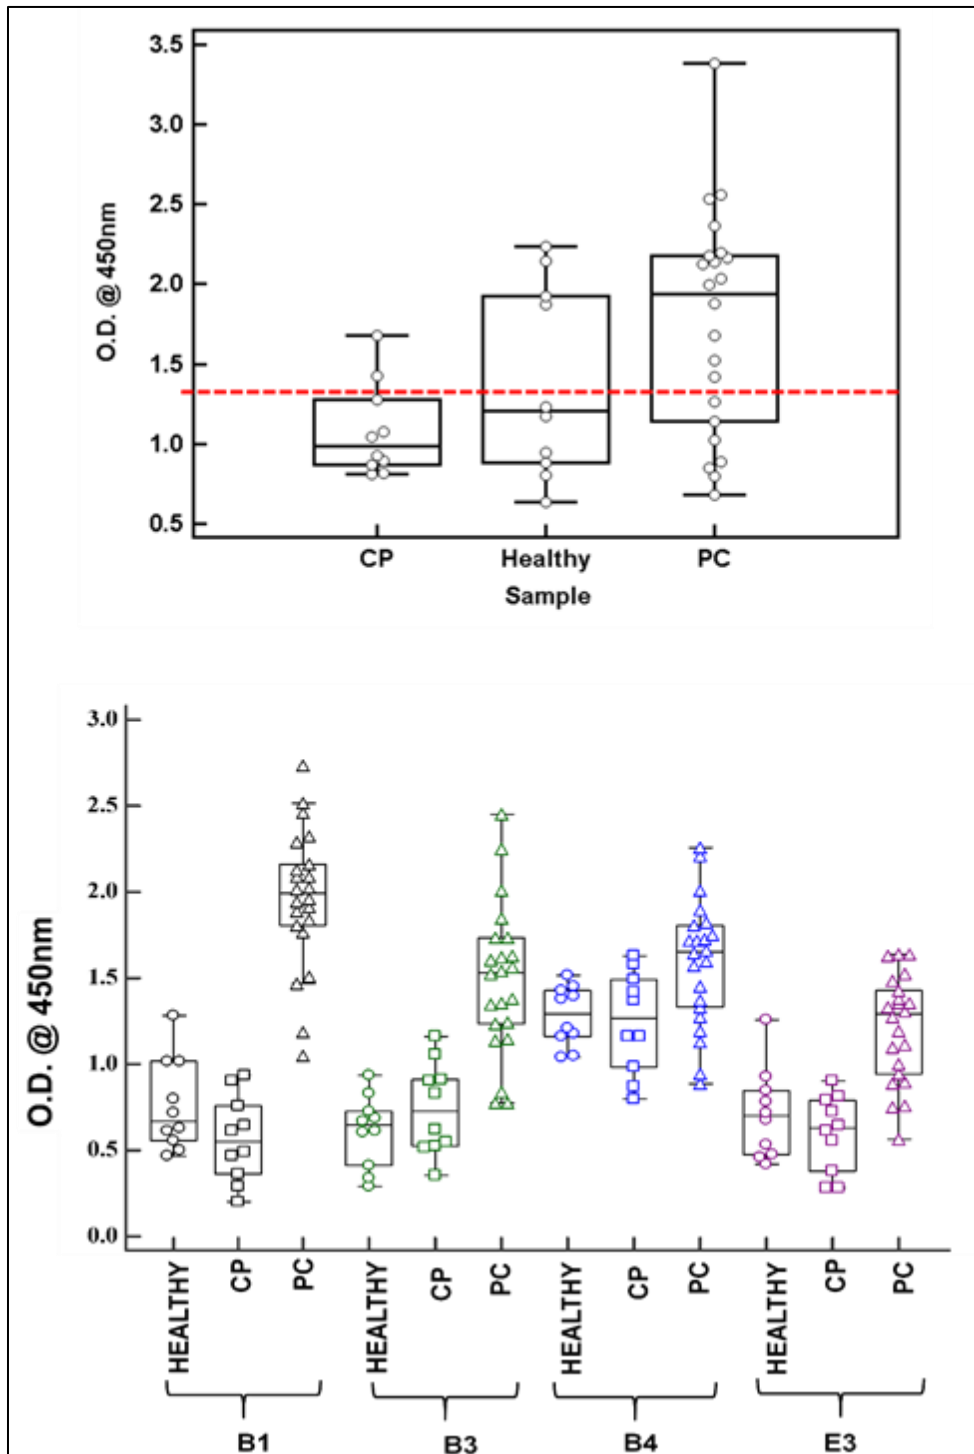 3.5
3.0
2.5
2.0
1.5
1.0
0.5
O.D. @ 450nm
CP Healthy PC
Sample
3.0
2.5
2.0
1.5
1.0
0.5
0.0
O.D. @ 450nm
HEALTHY CP PC HEALTHY CP PC HEALTHY CP PC HEALTHY CP PC
B1 B3 B4 E3